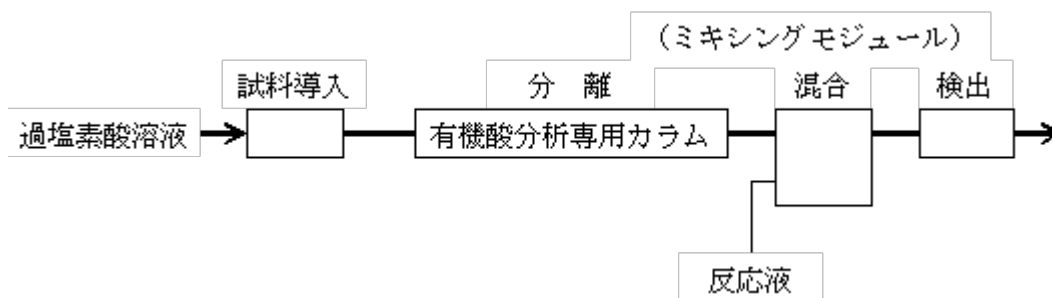 (ミキシングモジュール)
試料導入
分 離
混合
検出
過塩素酸溶液
有機酸分析専用カラム
反応液